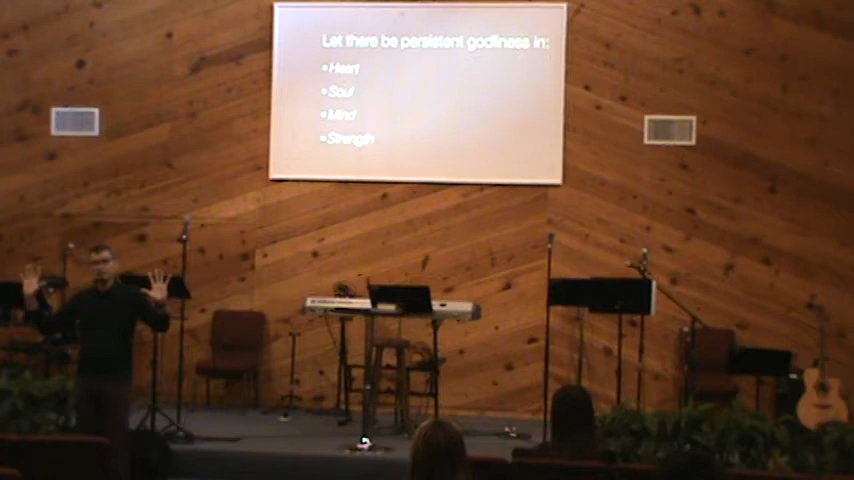 Let there be persistent godliness in:
• Heart
• Soul
• Mind
• Strength